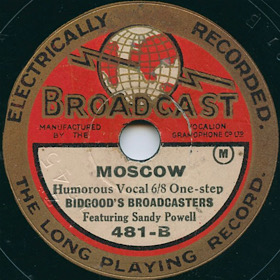 ELECTRICALLY RECORDED.
BROADCAST
MANUFACTURED BY THE
VOCALION GRAMOPHONE CO. LTD.
M
MOSCOW
Humorous Vocal 6/8 One-step
BIDGOOD'S BROADCASTERS
Featuring Sandy Powell
481-B
THE LONG PLAYING RECORD.